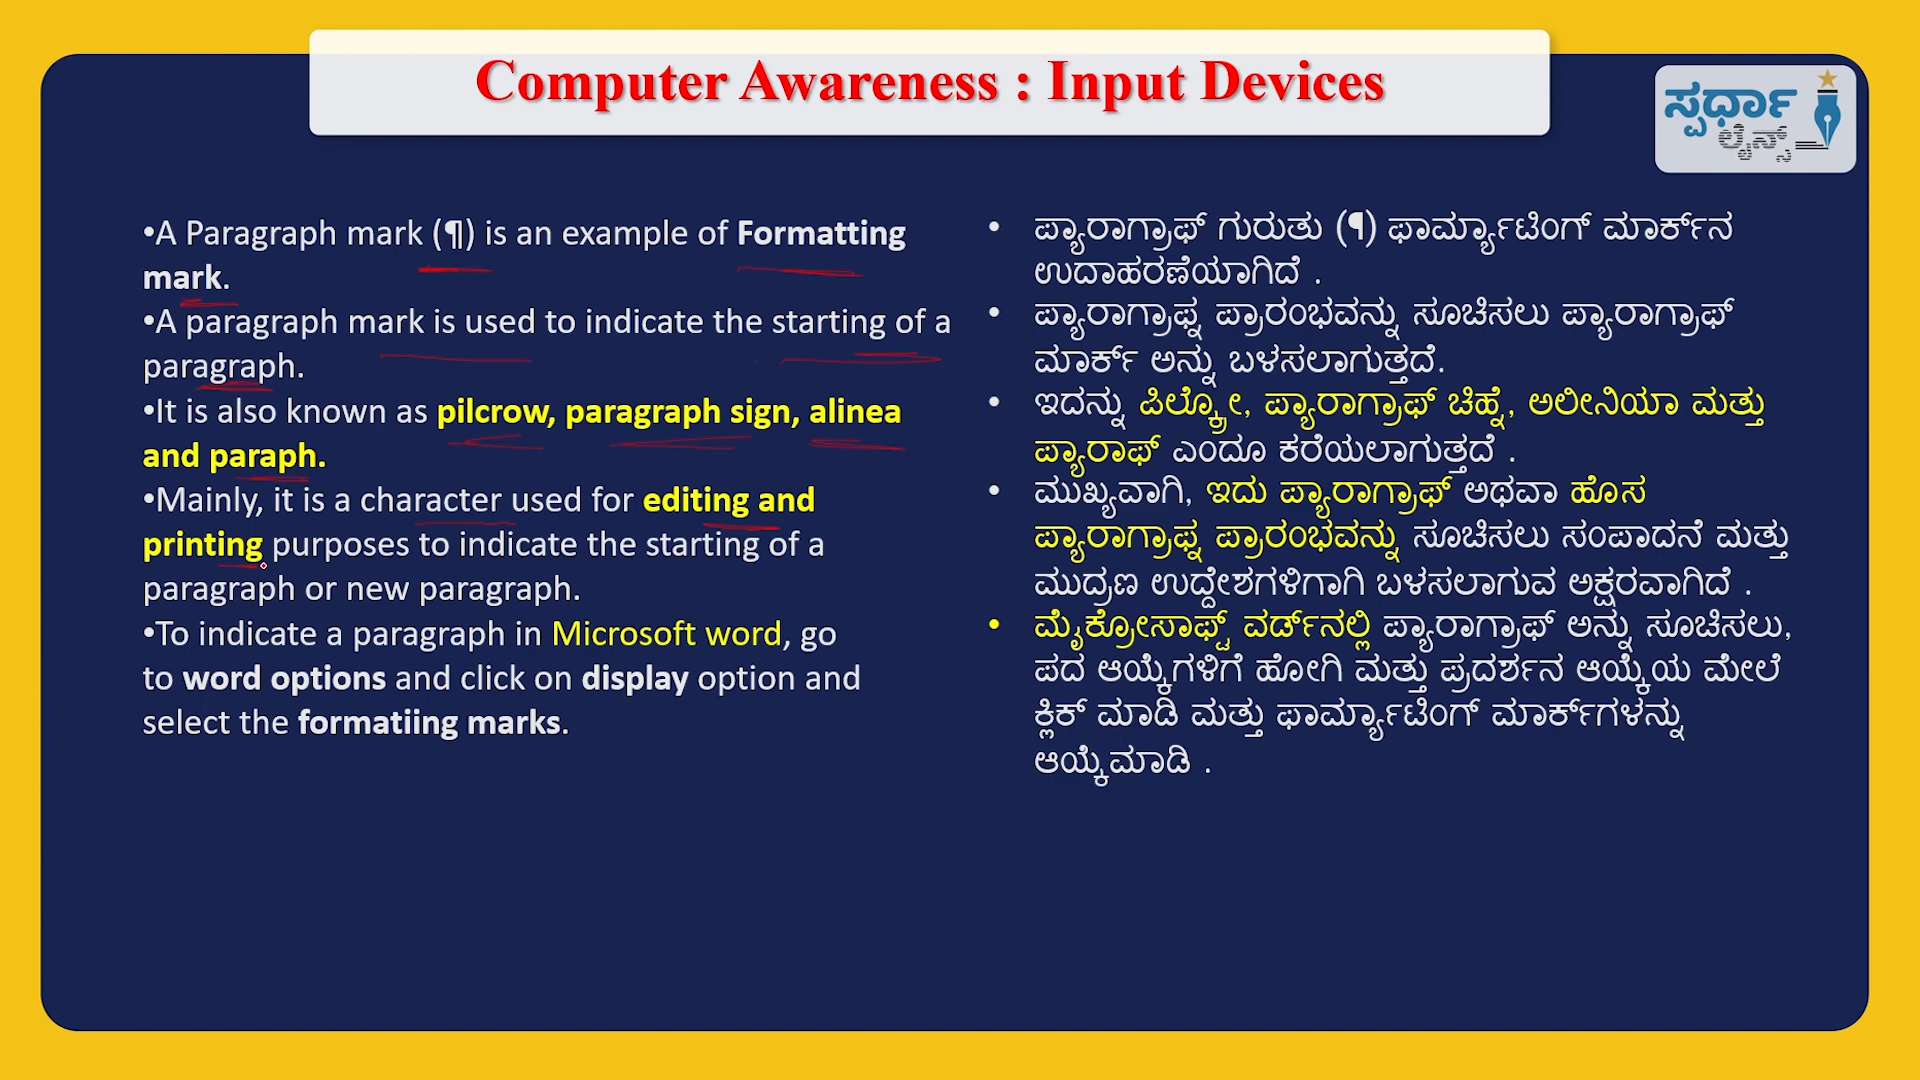 Computer Awareness : Input Devices
ಸ್ಪರ್ಧಾ
ಲೈನ್ಸ್
•A Paragraph mark (¶) is an example of Formatting
mark.
•A paragraph mark is used to indicate the starting of a
paragraph.
•It is also known as pilcrow, paragraph sign, alinea
and paraph.
•Mainly, it is a character used for editing and
printing purposes to indicate the starting of a
paragraph or new paragraph.
•To indicate a paragraph in Microsoft word, go
to word options and click on display option and
select the formatiing marks.
• ಪ್ಯಾರಾಗ್ರಾಫ್ ಗುರುತು (¶) ಫಾರ್ಮ್ಯಾಟಿಂಗ್ ಮಾರ್ಕ್‌ನ
ಉದಾಹರಣೆಯಾಗಿದೆ .
• ಪ್ಯಾರಾಗ್ರಾಫ್ನ ಪ್ರಾರಂಭವನ್ನು ಸೂಚಿಸಲು ಪ್ಯಾರಾಗ್ರಾಫ್
ಮಾರ್ಕ್ ಅನ್ನು ಬಳಸಲಾಗುತ್ತದೆ.
• ಇದನ್ನು ಪಿಲ್ಕ್ರೋ, ಪ್ಯಾರಾಗ್ರಾಫ್ ಚಿಹ್ನೆ, ಅಲೀನಿಯಾ ಮತ್ತು
ಪ್ಯಾರಾಫ್ ಎಂದೂ ಕರೆಯಲಾಗುತ್ತದೆ .
• ಮುಖ್ಯವಾಗಿ, ಇದು ಪ್ಯಾರಾಗ್ರಾಫ್ ಅಥವಾ ಹೊಸ
ಪ್ಯಾರಾಗ್ರಾಫ್ನ ಪ್ರಾರಂಭವನ್ನು ಸೂಚಿಸಲು ಸಂಪಾದನೆ ಮತ್ತು
ಮುದ್ರಣ ಉದ್ದೇಶಗಳಿಗಾಗಿ ಬಳಸಲಾಗುವ ಅಕ್ಷರವಾಗಿದೆ .
• ಮೈಕ್ರೋಸಾಫ್ಟ್ ವರ್ಡ್‌ನಲ್ಲಿ ಪ್ಯಾರಾಗ್ರಾಫ್ ಅನ್ನು ಸೂಚಿಸಲು,
ಪದ ಆಯ್ಕೆಗಳಿಗೆ ಹೋಗಿ ಮತ್ತು ಪ್ರದರ್ಶನ ಆಯ್ಕೆಯ ಮೇಲೆ
ಕ್ಲಿಕ್ ಮಾಡಿ ಮತ್ತು ಫಾರ್ಮ್ಯಾಟಿಂಗ್ ಮಾರ್ಕ್‌ಗಳನ್ನು
ಆಯ್ಕೆಮಾಡಿ .